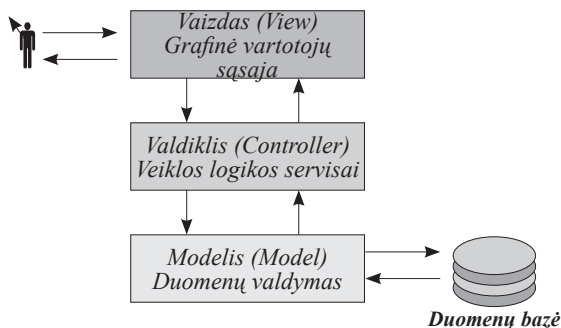 Vaizdas (View)
Grafinė vartotojų
sąsaja
Valdiklis (Controller)
Veiklos logikos servisai
Modelis (Model)
Duomenų valdymas
Duomenų bazė